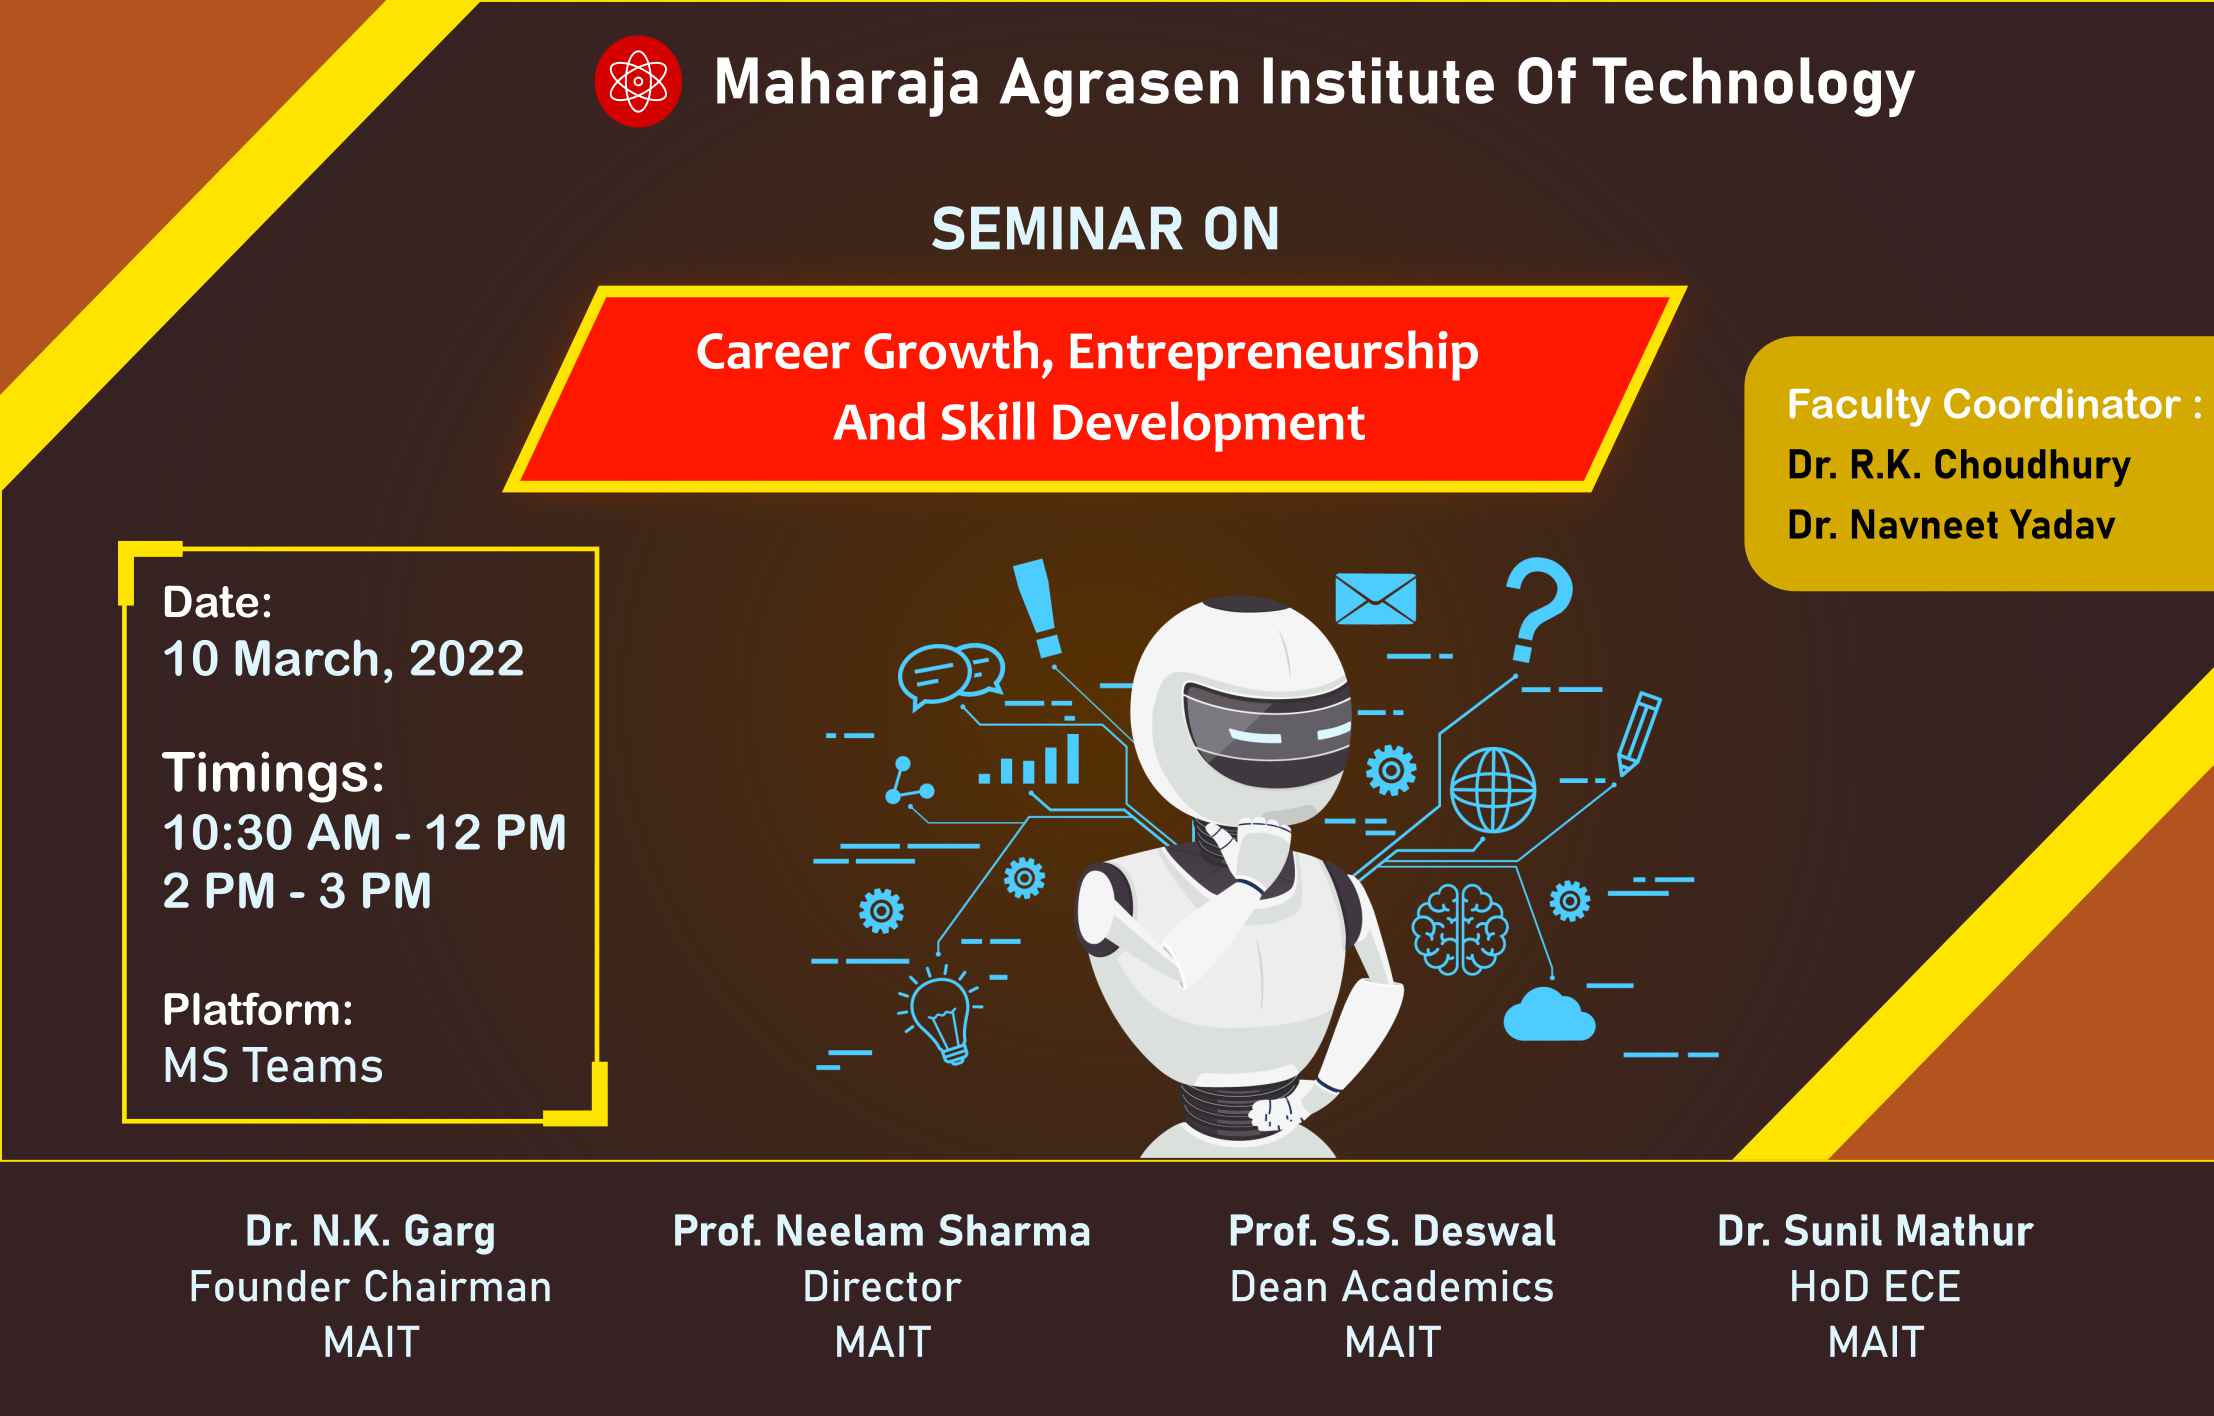 Maharaja Agrasen Institute Of Technology
SEMINAR ON
Career Growth, Entrepreneurship
And Skill Development
Faculty Coordinator :
Dr. R.K. Choudhury
Dr. Navneet Yadav
Date:
10 March, 2022
Timings:
10:30 AM - 12 PM
2 PM - 3 PM
Platform:
MS Teams
Dr. N.K. Garg
Founder Chairman
MAIT
Prof. Neelam Sharma
Director
MAIT
Prof. S.S. Deswal
Dean Academics
MAIT
Dr. Sunil Mathur
HoD ECE
MAIT